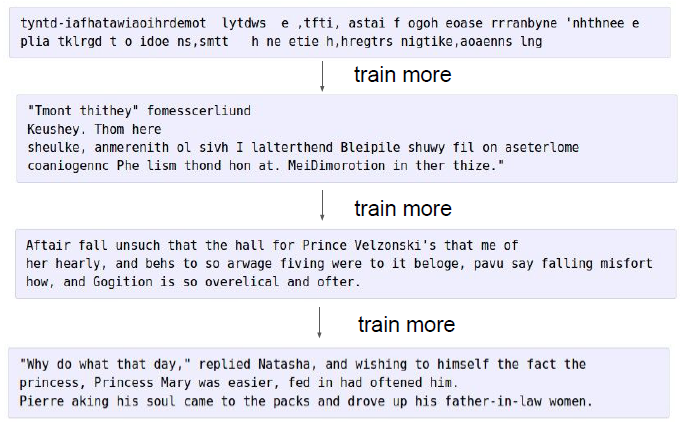 tyntd-iafhatawiaoihrdemot  lytdws  e ,tfti, astai f ogoh eoase rrranbyne 'nhthnee e
plia tklrgd t o idoe ns,smtt   h ne etie h,hregtrs nigtike,aoaenns lng
train more
"Tmont thithey" fomesscerliund
Keushey. Thom here
sheulke, anmerenith ol sivh I lalterthend Bleipile shuwy fil on aseterlome
coaniogennc Phe lism thond hon at. MeiDimorotion in ther thize."
train more
Aftair fall unsuch that the hall for Prince Velzonski's that me of
her hearly, and behs to so arwage fiving were to it beloge, pavu say falling misfort
how, and Gogition is so overelical and ofter.
train more
"Why do what that day," replied Natasha, and wishing to himself the fact the
princess, Princess Mary was easier, fed in had oftened him.
Pierre aking his soul came to the packs and drove up his father-in-law women.